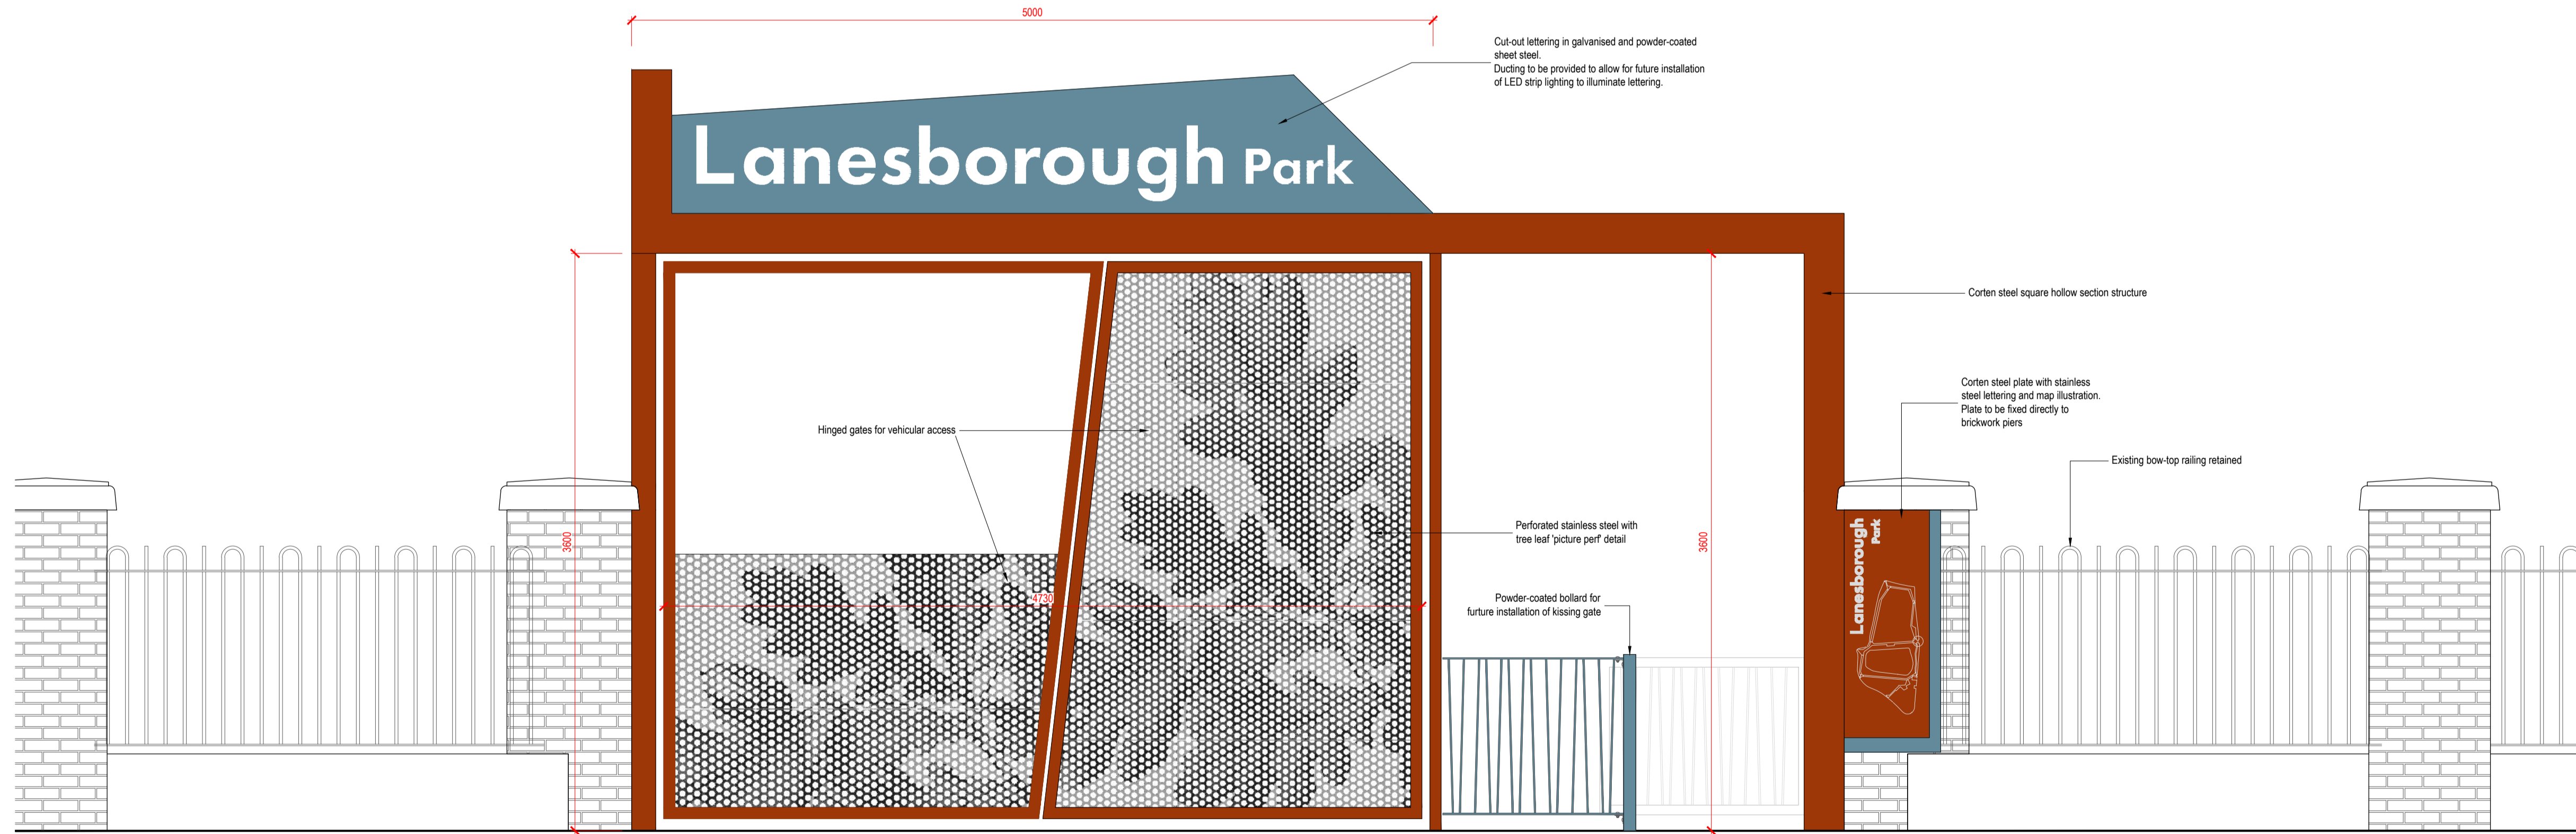 5000
Cut-out lettering in galvanised and powder-coated
sheet steel.
Ducting to be provided to allow for future installation
of LED strip lighting to illuminate lettering.
Lanesborough Park
Corten steel square hollow section structure
Corten steel plate with stainless
steel lettering and map illustration.
Plate to be fixed directly to
brickwork piers
Hinged gates for vehicular access
Existing bow-top railing retained
Perforated stainless steel with
tree leaf 'picture perf' detail
3600
3600
Lanesborough
Park
4730
Powder-coated bollard for
furture installation of kissing gate